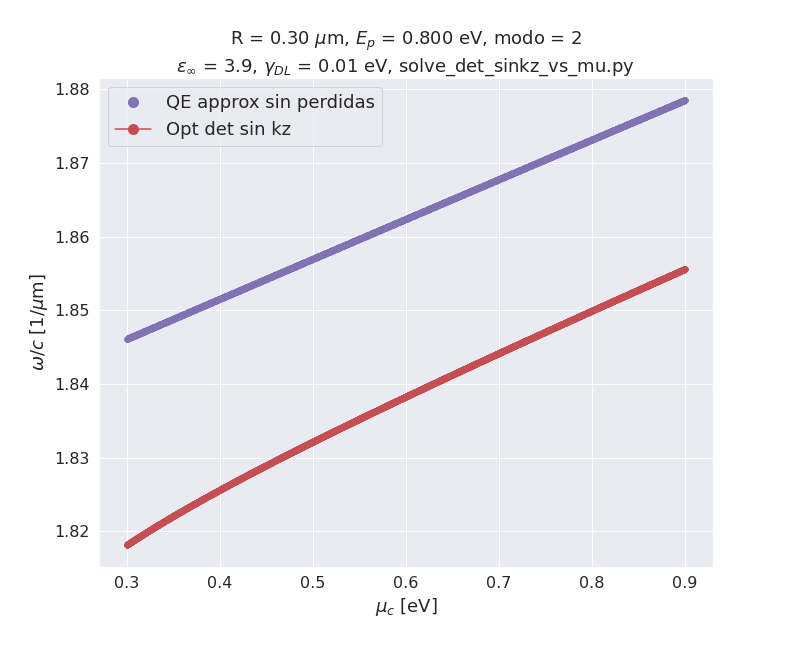 R = 0.30 μm, E_p = 0.800 eV, modo = 2
ε_∞ = 3.9, γ_DL = 0.01 eV, solve_det_sinkz_vs_mu.py
QE approx sin perdidas
Opt det sin kz
1.88
1.87
1.86
1.85
1.84
1.83
1.82
ω/c [1/μm]
0.3 0.4 0.5 0.6 0.7 0.8 0.9
μ_c [eV]